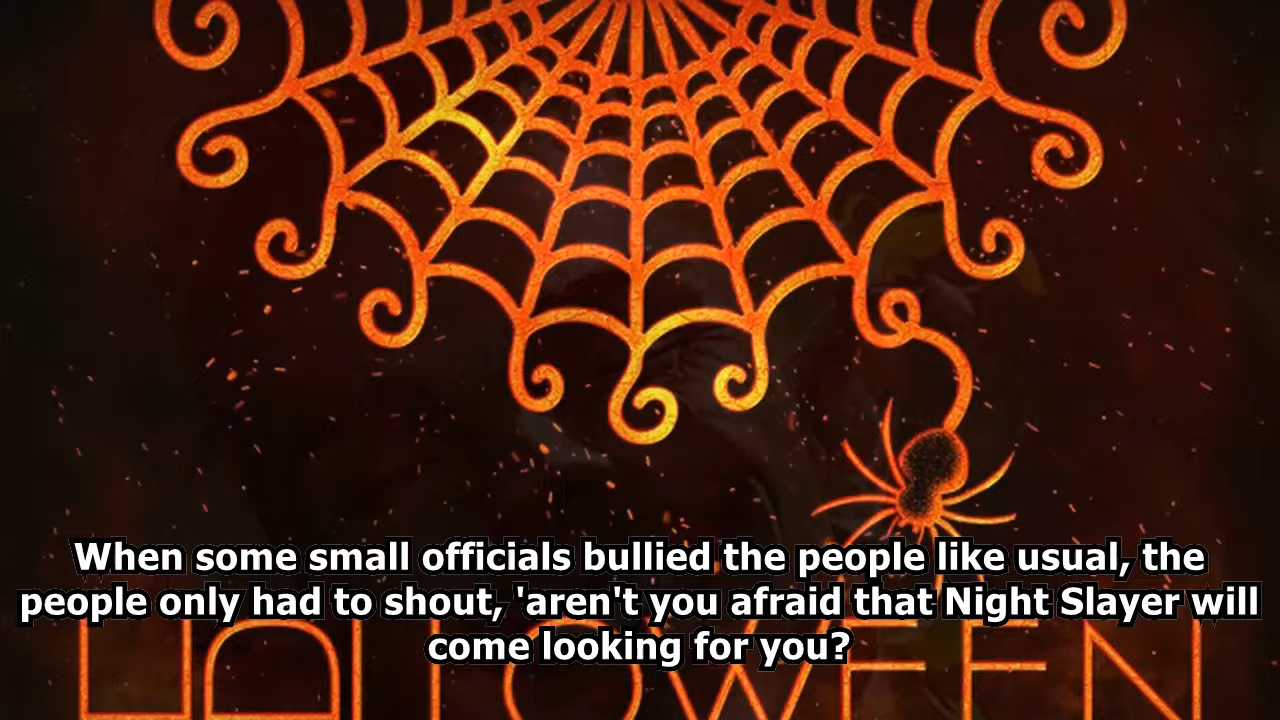 When some small officials bullied the people like usual, the
people only had to shout, 'aren't you afraid that Night Slayer will
come looking for you?
HALLOWEEN